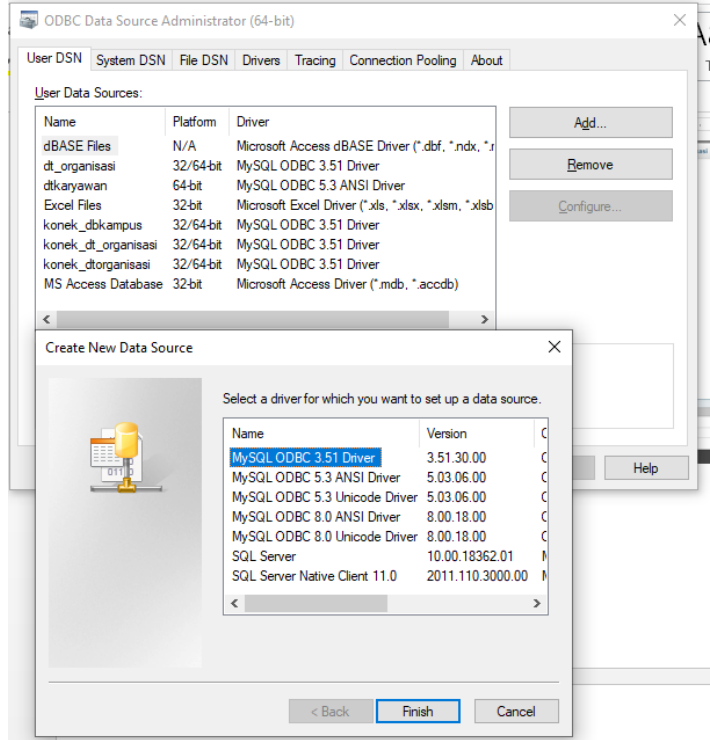 ODBC Data Source Administrator (64-bit)
User DSN System DSN File DSN Drivers Tracing Connection Pooling About
User Data Sources:
Name Platform Driver
dBASE Files N/A Microsoft Access dBASE Driver (*.dbf, *.ndx, *.r
dt_organisasi 32/64-bit MySQL ODBC 3.51 Driver
dtkaryawan 64-bit MySQL ODBC 5.3 ANSI Driver
Excel Files 32-bit Microsoft Excel Driver (*.xls, *.xlsx, *.xlsm, *.xlsb
konek_dbkampus 32/64-bit MySQL ODBC 3.51 Driver
konek_dt_organisasi 32/64-bit MySQL ODBC 3.51 Driver
konek_dtorganisasi 32/64-bit MySQL ODBC 3.51 Driver
MS Access Database 32-bit Microsoft Access Driver (*.mdb, *.accdb)
Add...
Remove
Configure...
Help
Create New Data Source
Select a driver for which you want to set up a data source.
Name Version C
MySQL ODBC 3.51 Driver 3.51.30.00 C
MySQL ODBC 5.3 ANSI Driver 5.03.06.00 C
MySQL ODBC 5.3 Unicode Driver 5.03.06.00 C
MySQL ODBC 8.0 ANSI Driver 8.00.18.00 C
MySQL ODBC 8.0 Unicode Driver 8.00.18.00 C
SQL Server 10.00.18362.01 M
SQL Server Native Client 11.0 2011.110.3000.00 M
< Back Finish Cancel